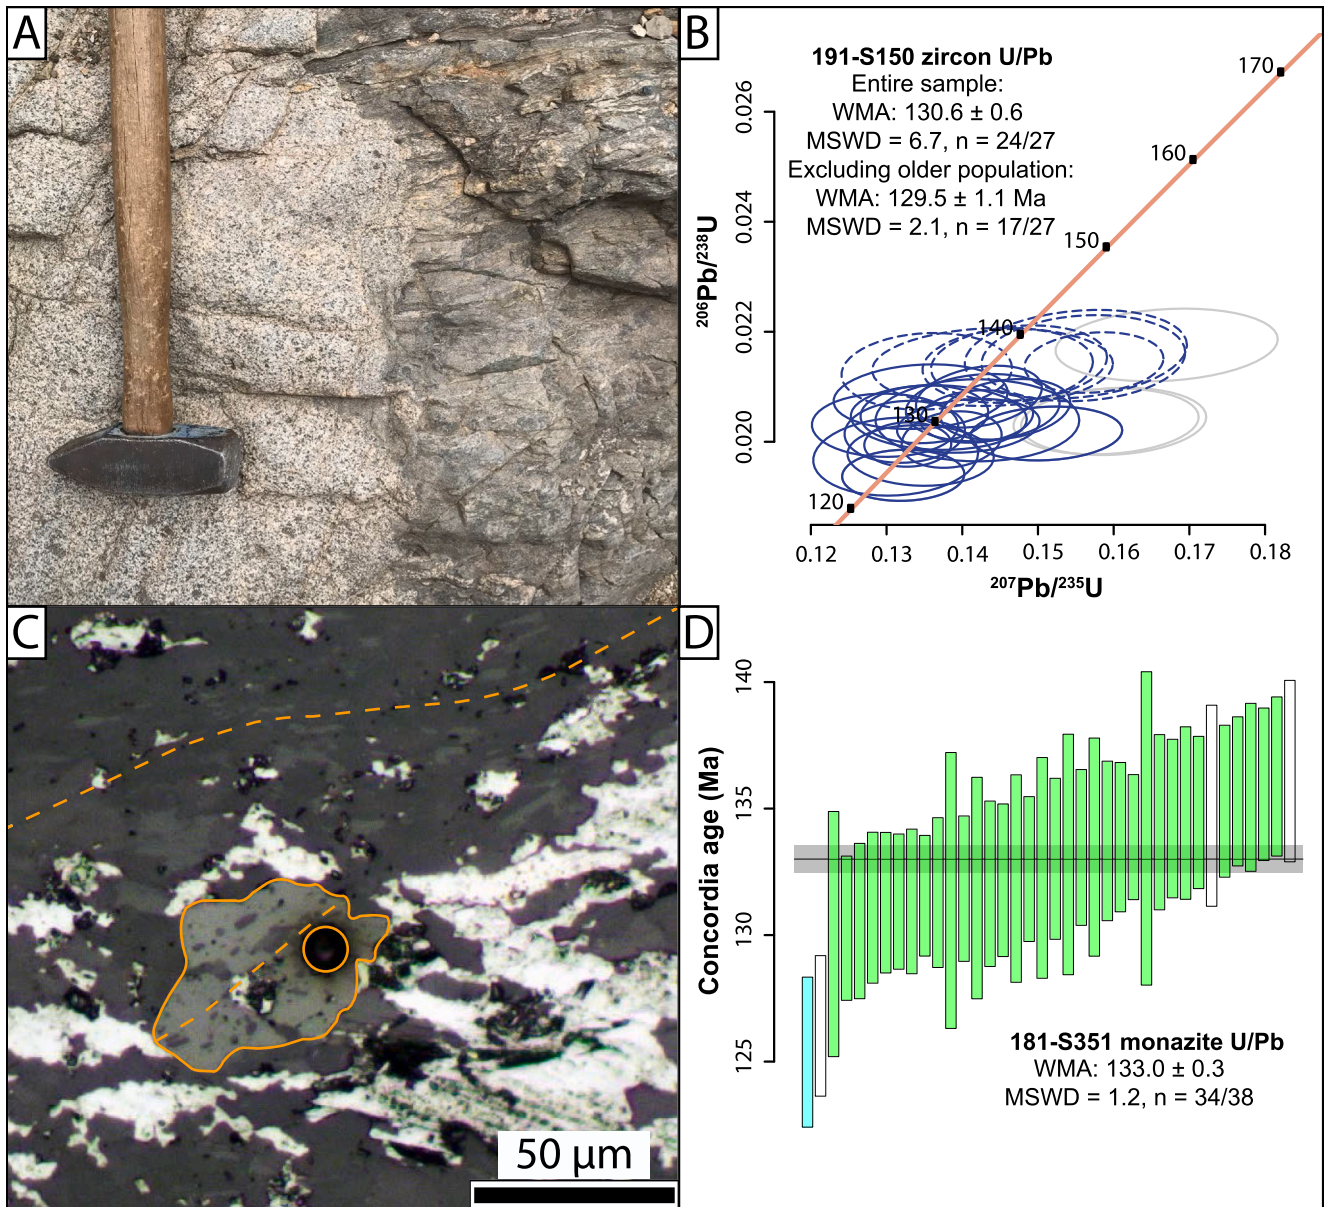 A
B
191-S150 zircon U/Pb
Entire sample:
WMA: 130.6 ± 0.6
MSWD = 6.7, n = 24/27
Excluding older population:
WMA: 129.5 ± 1.1 Ma
MSWD = 2.1, n = 17/27
170
160
150
140
130
120
0.026
0.024
0.022
0.020
206Pb/238U
0.12 0.13 0.14 0.15 0.16 0.17 0.18
207Pb/235U
C
50 µm
D
140
135
130
125
Concordia age (Ma)
181-S351 monazite U/Pb
WMA: 133.0 ± 0.3
MSWD = 1.2, n = 34/38